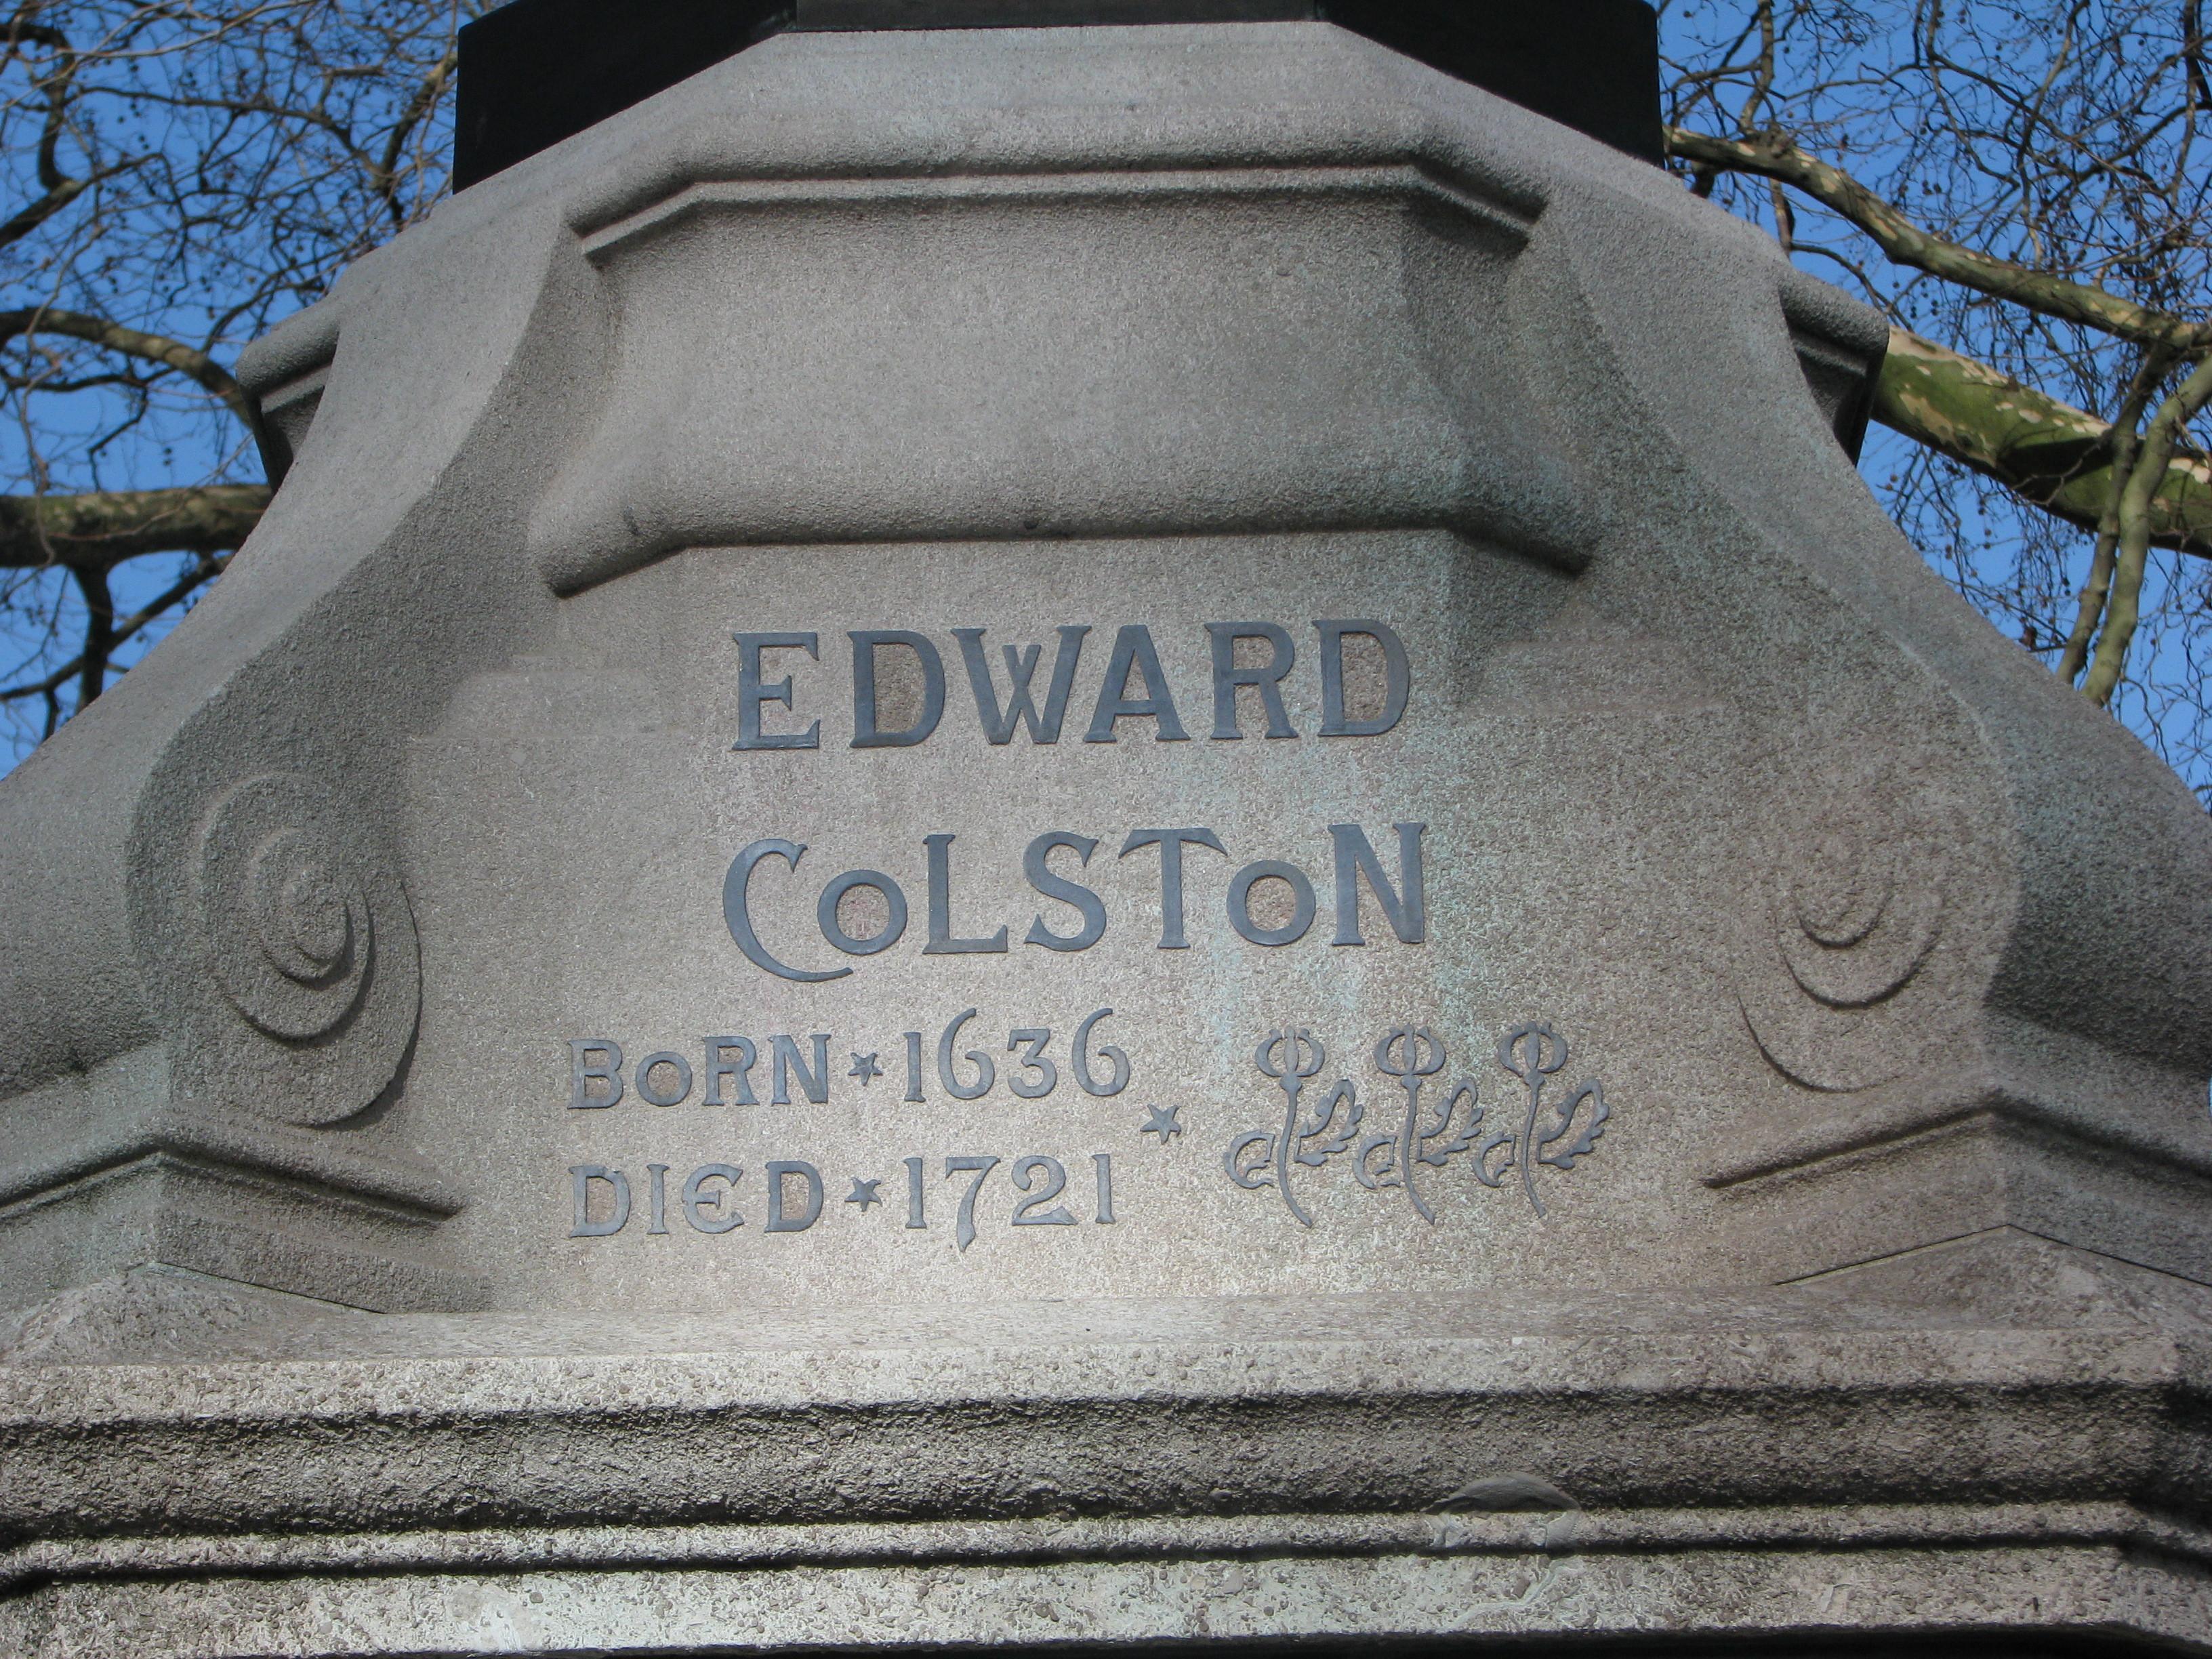 EDWARD
COLSTON
BORN ★ 1636
★
DIED ★ 1721